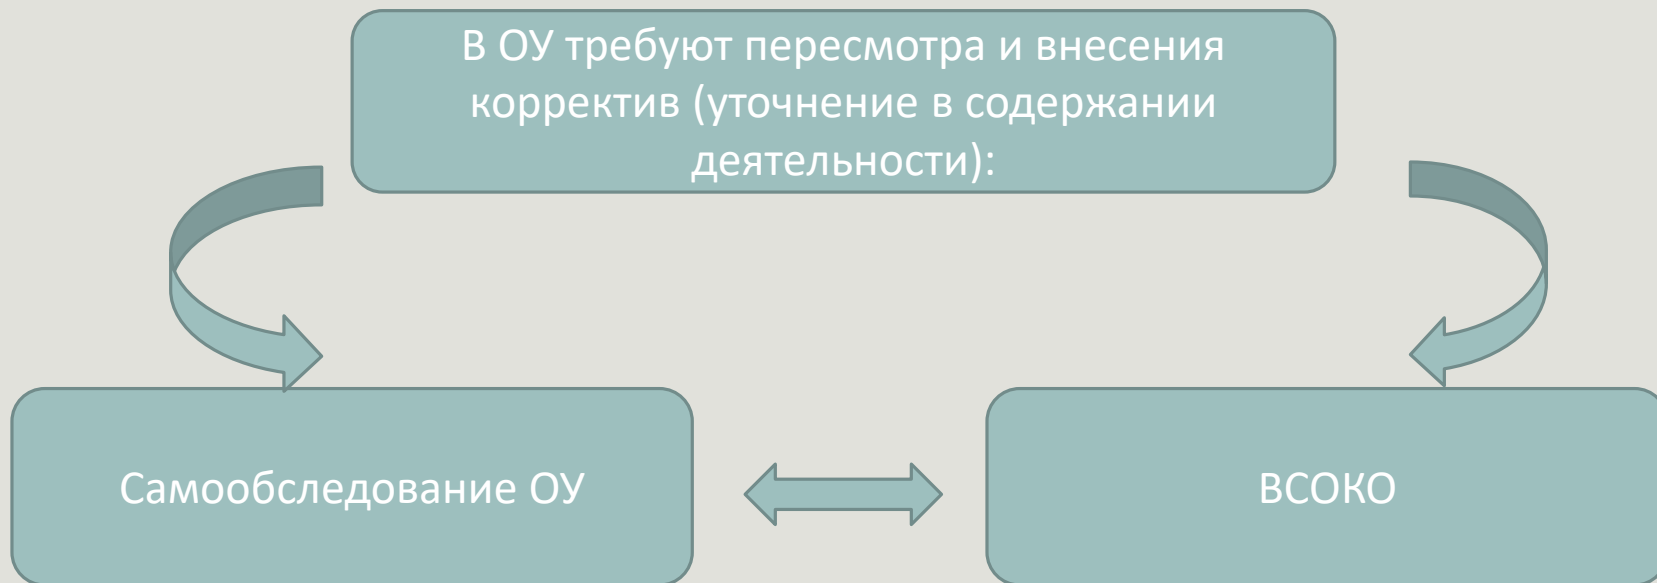 В ОУ требуют пересмотра и внесения
корректив (уточнение в содержании
деятельности):
Самообследование ОУ
ВСОКО